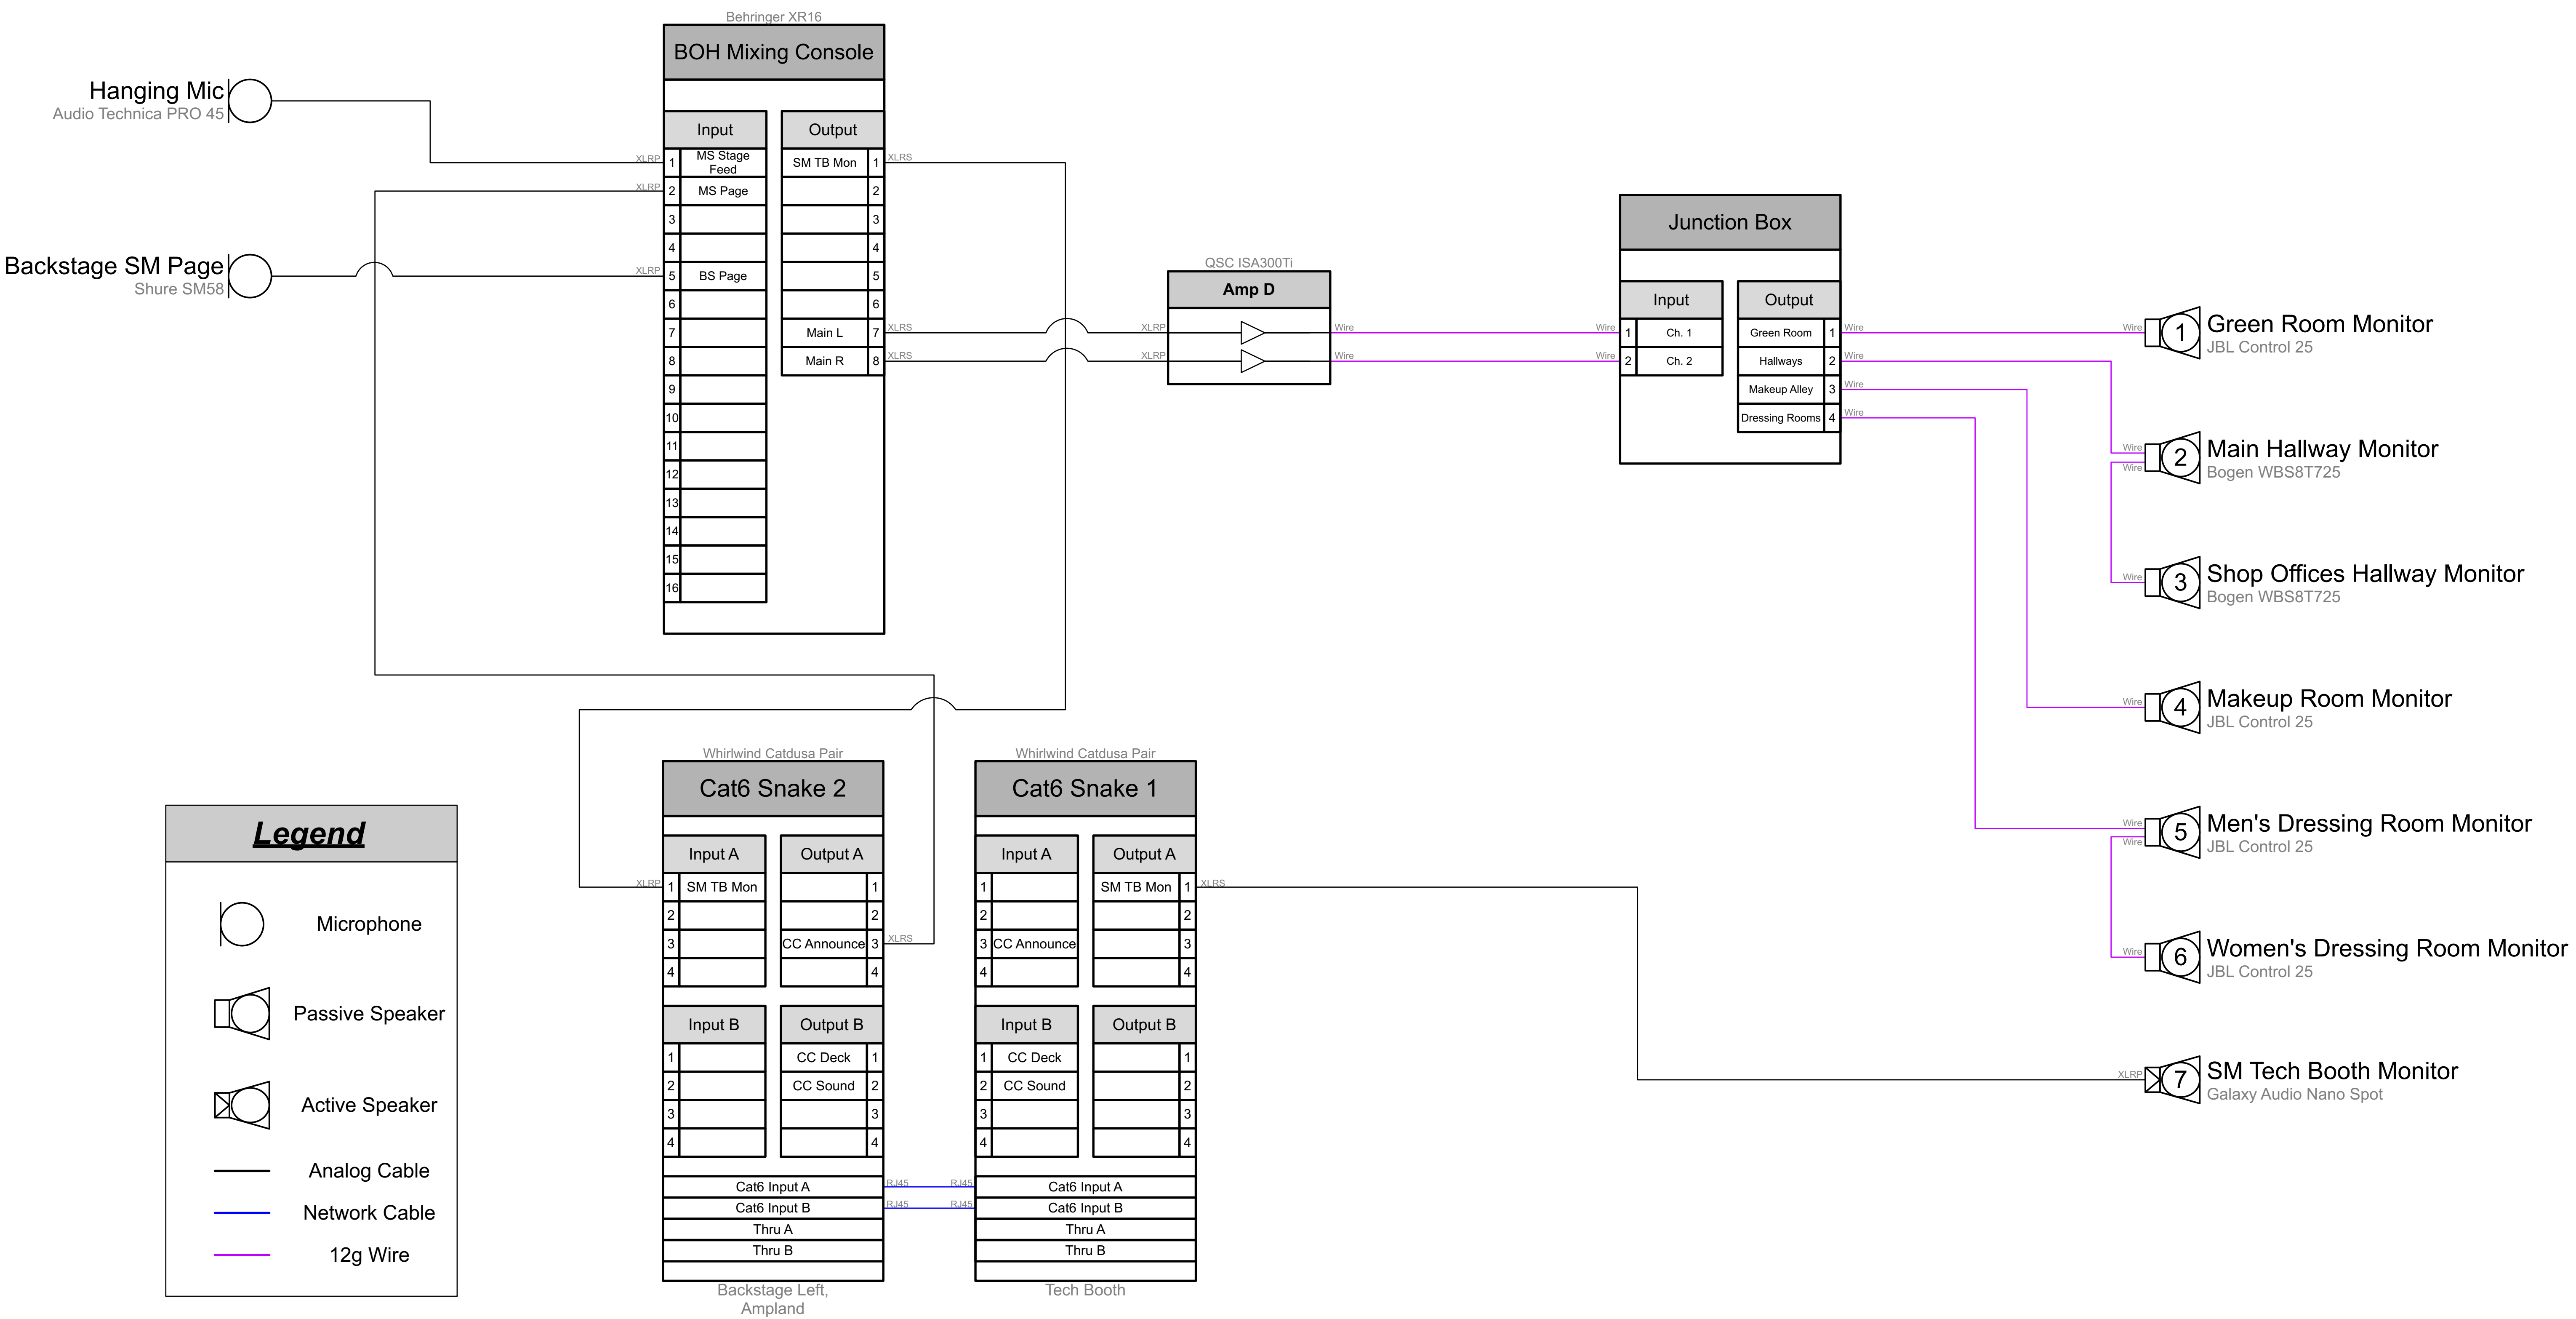 Behringer XR16
BOH Mixing Console
Input
Output
1 MS Stage Feed
2 MS Page
3
4
5 BS Page
6
7
8
9
10
11
12
13
14
15
16
SM TB Mon 1
2
3
4
5
6
Main L 7
Main R 8
XLRP
XLRP
XLRP
XLRS
XLRS
XLRS
Hanging Mic
Audio Technica PRO 45
Backstage SM Page
Shure SM58
QSC ISA300Ti
Amp D
XLRP
XLRP
Wire
Wire
Junction Box
Input
Output
Wire
Wire
1 Ch. 1
2 Ch. 2
Green Room 1
Hallways 2
Makeup Alley 3
Dressing Rooms 4
Wire
Wire
Wire
Wire
Wire
1
Green Room Monitor
JBL Control 25
Wire
Wire
2
Main Hallway Monitor
Bogen WBS8T725
Wire
3
Shop Offices Hallway Monitor
Bogen WBS8T725
Wire
4
Makeup Room Monitor
JBL Control 25
Wire
Wire
5
Men's Dressing Room Monitor
JBL Control 25
Wire
6
Women's Dressing Room Monitor
JBL Control 25
XLRP
7
SM Tech Booth Monitor
Galaxy Audio Nano Spot
Whirlwind Catdusa Pair
Cat6 Snake 2
Input A
Output A
XLRP
1 SM TB Mon
2
3
4
1
2
CC Announce 3
4
XLRS
Input B
Output B
1
2
3
4
CC Deck 1
CC Sound 2
3
4
Cat6 Input A
Cat6 Input B
Thru A
Thru B
RJ45
RJ45
RJ45
RJ45
Backstage Left,
Ampland
Whirlwind Catdusa Pair
Cat6 Snake 1
Input A
Output A
1
2
3 CC Announce
4
SM TB Mon 1
2
3
4
XLRS
Input B
Output B
1 CC Deck
2 CC Sound
3
4
1
2
3
4
Cat6 Input A
Cat6 Input B
Thru A
Thru B
Tech Booth
Legend
Microphone
Passive Speaker
Active Speaker
Analog Cable
Network Cable
12g Wire